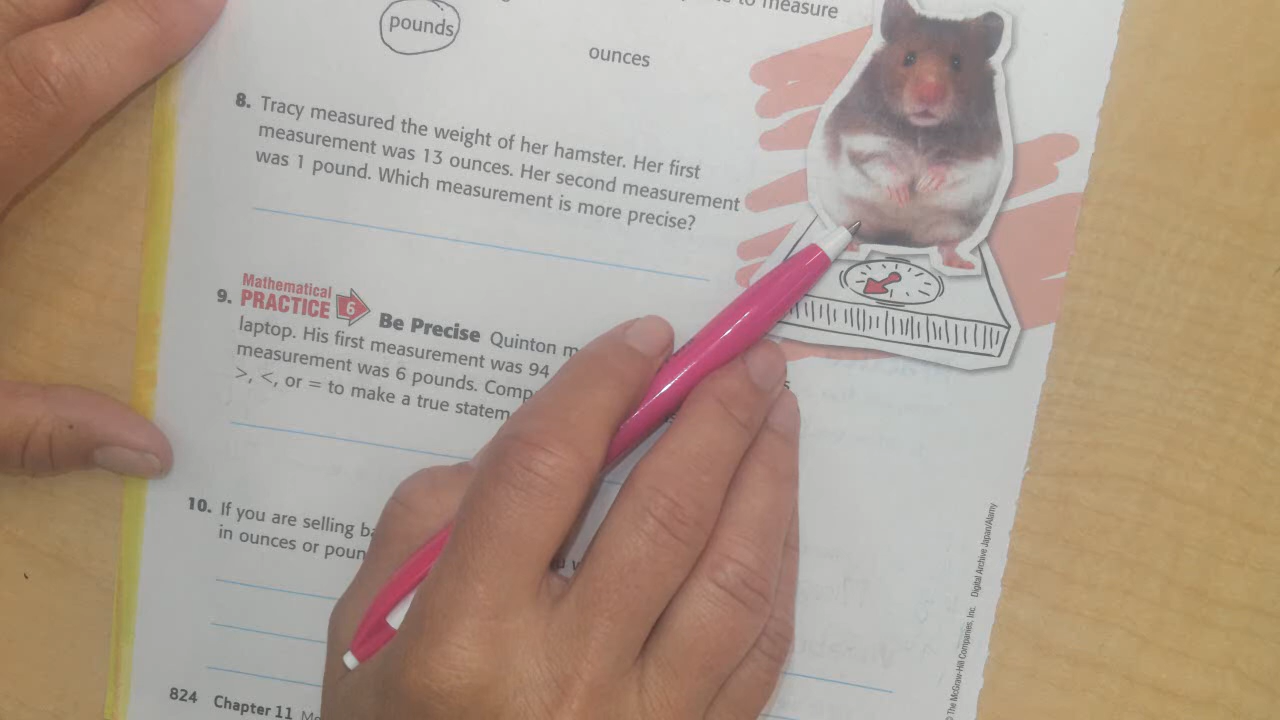 to measure
pounds
ounces
8. Tracy measured the weight of her hamster. Her first
measurement was 13 ounces. Her second measurement
was 1 pound. Which measurement is more precise?
9. Mathematical
PRACTICE 6 Be Precise Quinton
laptop. His first measurement was 94
measurement was 6 pounds.
>, <, or = to make a true
10. If you are selling
in ounces or
824 Chapter 11
© The McGraw-Hill Companies, Inc. Digital Archive Japan/Alamy